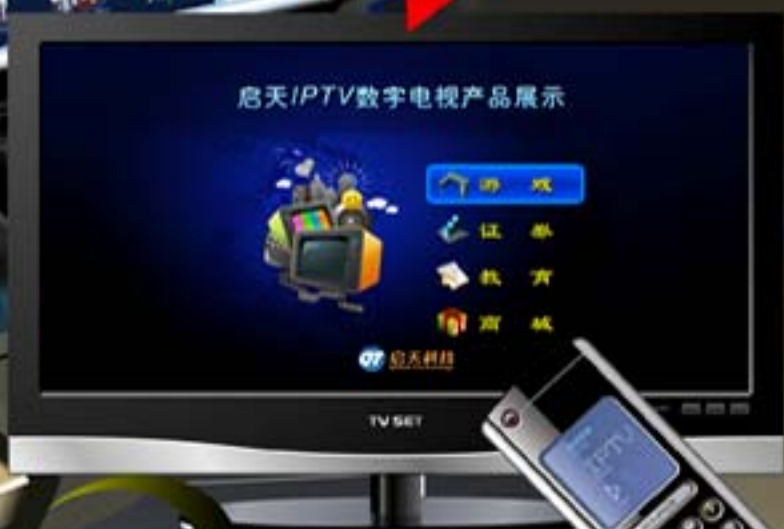 启天IPTV数字电视产品展示
游 戏
证 券
教 育
商 城
QT 启天科技
TV SET
IPTV